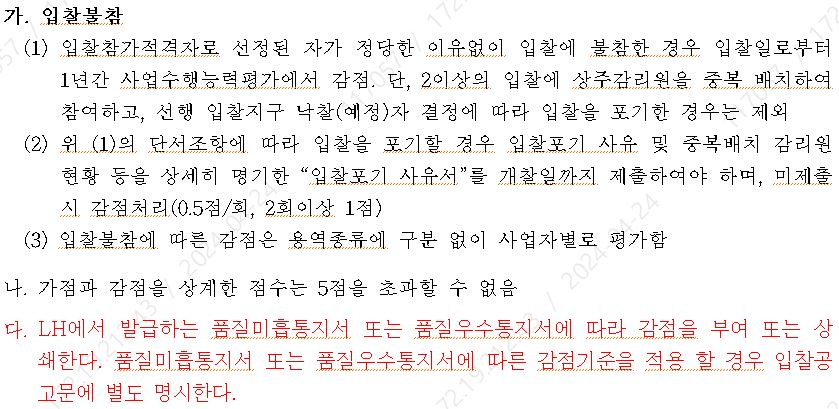 가. 입찰불참
(1) 입찰참가적격자로 선정된 자가 정당한 이유없이 입찰에 불참한 경우 입찰일로부터
1년간 사업수행능력평가에서 감점. 단, 2이상의 입찰에 상주감리원을 중복 배치하여
참여하고, 선행 입찰지구 낙찰(예정)자 결정에 따라 입찰을 포기한 경우는 제외
(2) 위 (1)의 단서조항에 따라 입찰을 포기할 경우 입찰포기 사유 및 중복배치 감리원
현황 등을 상세히 명기한 “입찰포기 사유서”를 개찰일까지 제출하여야 하며, 미제출
시 감점처리(0.5점/회, 2회이상 1점)
(3) 입찰불참에 따른 감점은 용역종류에 구분 없이 사업자별로 평가함
나. 가점과 감점을 상계한 점수는 5점을 초과할 수 없음
다. LH에서 발급하는 품질미흡통지서 또는 품질우수통지서에 따라 감점을 부여 또는 상
쇄한다. 품질미흡통지서 또는 품질우수통지서에 따른 감점기준을 적용 할 경우 입찰공
고문에 별도 명시한다.